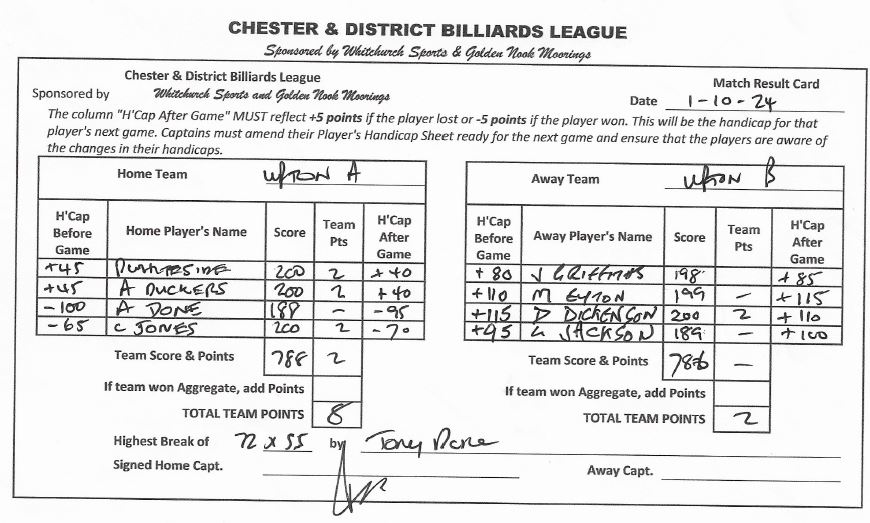 CHESTER & DISTRICT BILLIARDS LEAGUE
Sponsored by Whitchurch Sports & Golden Nook Moorings
Chester & District Billiards League
Match Result Card
Sponsored by Whitchurch Sports and Golden Nook Moorings
Date 1-10-24
The column "H'Cap After Game" MUST reflect +5 points if the player lost or -5 points if the player won. This will be the handicap for that
player's next game. Captains must amend their Player's Handicap Sheet ready for the next game and ensure that the players are aware of
the changes in their handicaps.
Home Team UPTON A
H'Cap Before Game Home Player's Name Score Team Pts H'Cap After Game
+45 200 2 +40
+45 A DUCKERS 200 2 +40
-100 A DONE 188 - -95
-65 C JONES 200 2 -70
Team Score & Points 788 2
If team won Aggregate, add Points
TOTAL TEAM POINTS 8
Away Team UPTON B
H'Cap Before Game Away Player's Name Score Team Pts H'Cap After Game
+80 J GRIFFITHS 198 +85
+110 M EYTON 199 - +115
+115 D DICKENSON 200 2 +110
+95 G JACKSON 189 - +100
Team Score & Points 786 -
If team won Aggregate, add Points
TOTAL TEAM POINTS 2
Highest Break of 72 x 55 by Tony Done
Signed Home Capt.
Away Capt.